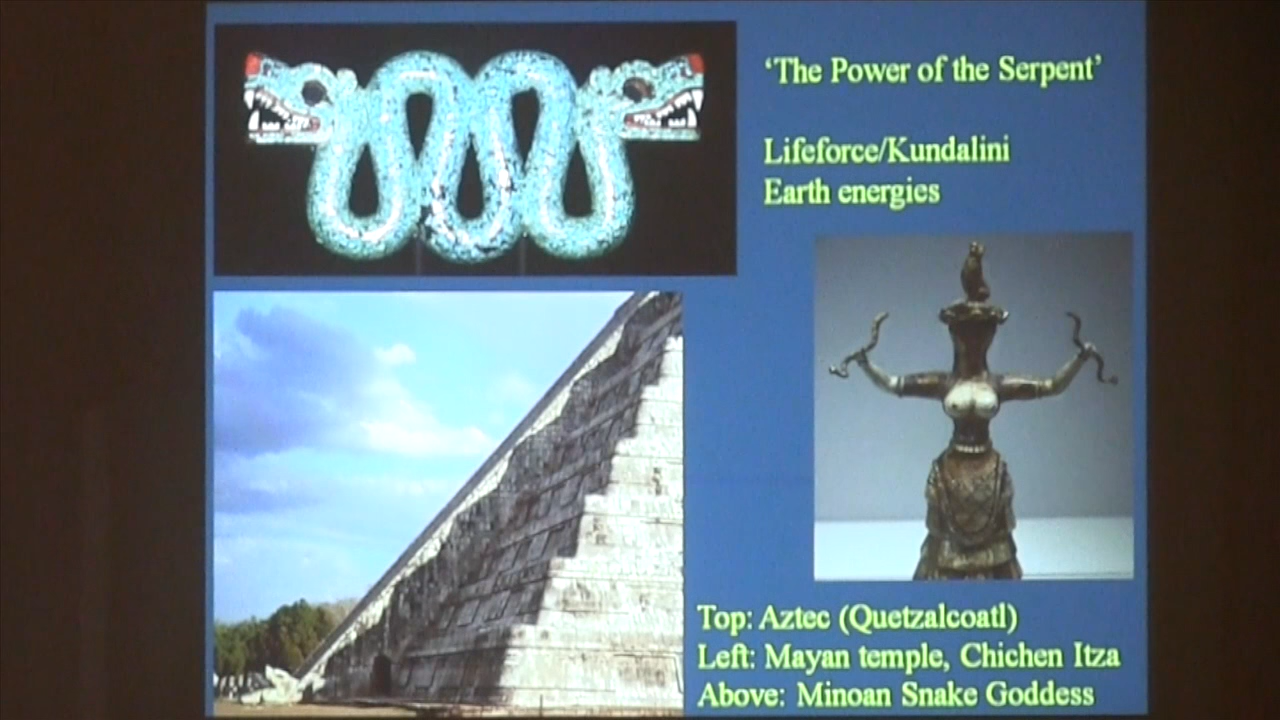 ‘The Power of the Serpent’
Lifeforce/Kundalini
Earth energies
Top: Aztec (Quetzalcoatl)
Left: Mayan temple, Chichen Itza
Above: Minoan Snake Goddess